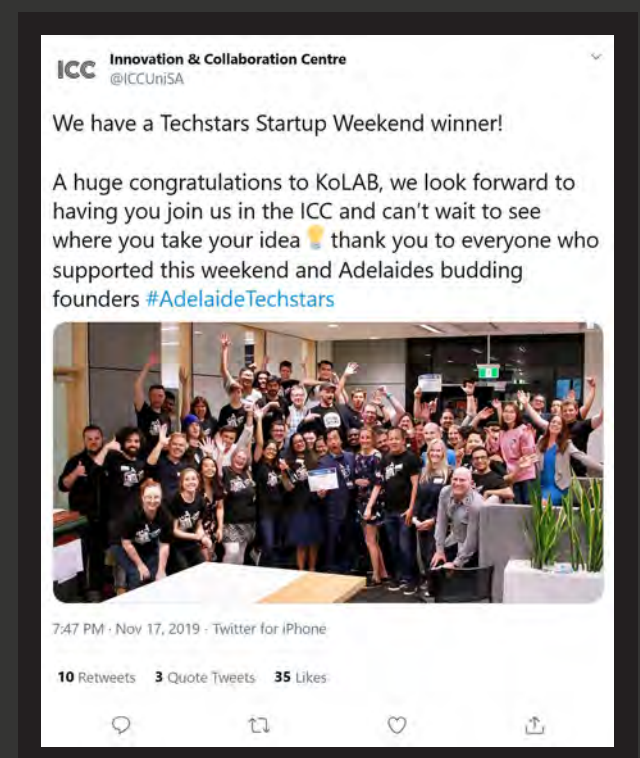 ICC
Innovation & Collaboration Centre
@ICCUniSA
We have a Techstars Startup Weekend winner!
A huge congratulations to KoLAB, we look forward to
having you join us in the ICC and can't wait to see
where you take your idea 💡 thank you to everyone who
supported this weekend and Adelaides budding
founders #AdelaideTechstars
7:47 PM · Nov 17, 2019 · Twitter for iPhone
10 Retweets 3 Quote Tweets 35 Likes